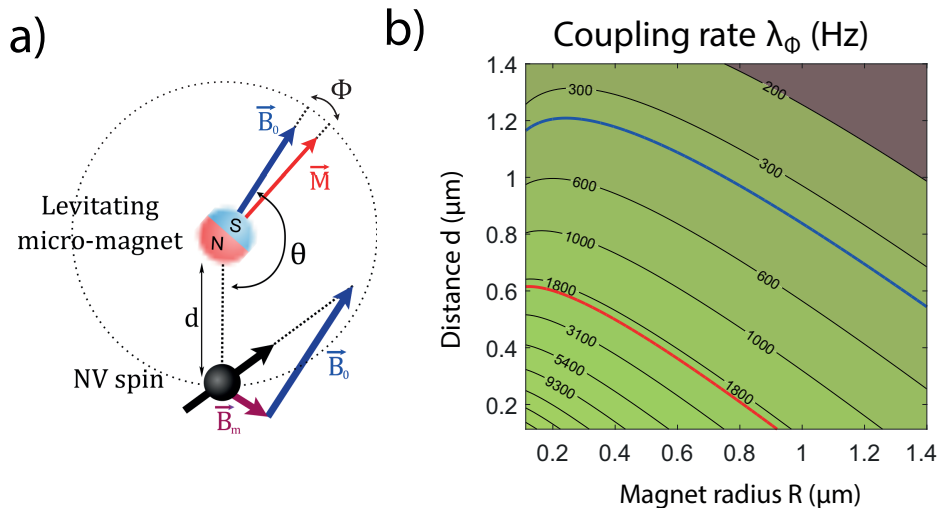 a)
Φ
B₀
M
Levitating
micro-magnet
S
N
θ
d
NV spin
B₀
Bₘ
b)
Coupling rate λ_Φ (Hz)
Distance d (μm)
1.4
1.2
1
0.8
0.6
0.4
0.2
200
300
300
600
600
1000
1000
1800
1800
3100
5400
9300
0.2
0.4
0.6
0.8
1
1.2
1.4
Magnet radius R (μm)